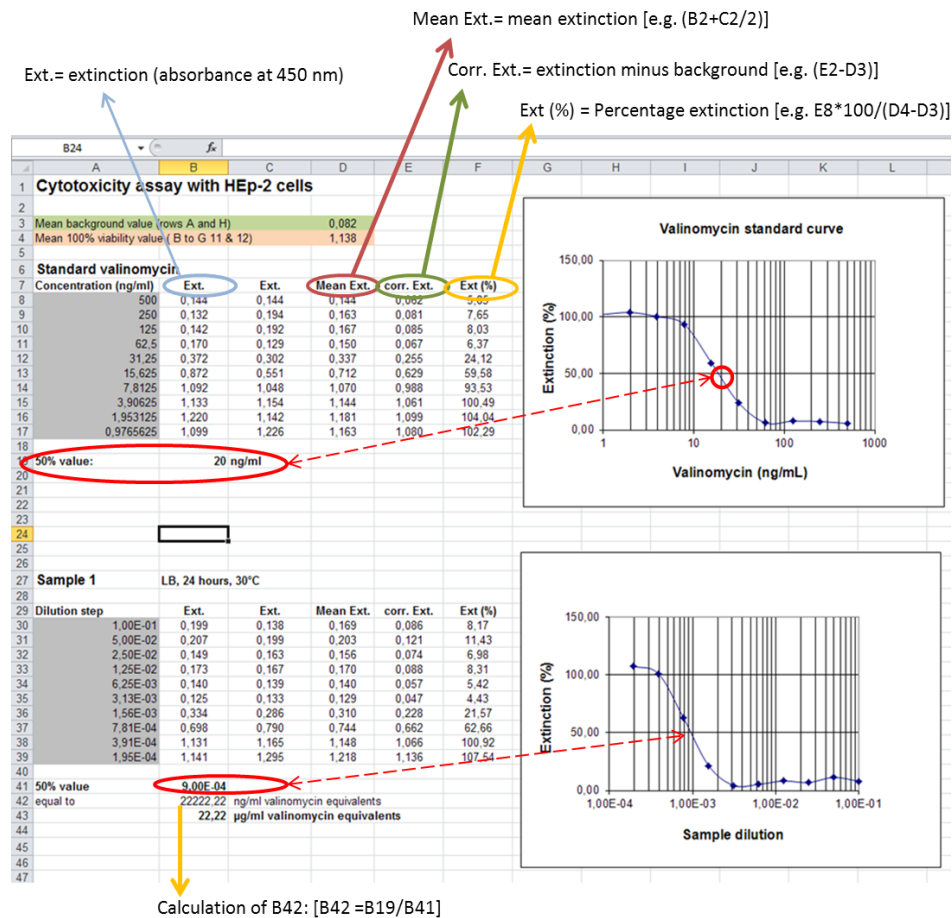 Mean Ext.= mean extinction [e.g. (B2+C2/2)]
Ext.= extinction (absorbance at 450 nm)
Corr. Ext.= extinction minus background [e.g. (E2-D3)]
Ext (%) = Percentage extinction [e.g. E8*100/(D4-D3)]
B24 fx
A B C D E F G H I J K L
1 Cytotoxicity assay with HEp-2 cells
2
3 Mean background value (rows A and H) 0,082
4 Mean 100% viability value ( B to G 11 & 12) 1,138
5
6 Standard valinomycin
7 Concentration (ng/ml) Ext. Ext. Mean Ext. corr. Ext. Ext (%)
8 500 0,144 0,144 0,144 0,062 5,85
9 250 0,132 0,194 0,163 0,081 7,65
10 125 0,142 0,192 0,167 0,085 8,03
11 62,5 0,170 0,129 0,150 0,067 6,37
12 31,25 0,372 0,302 0,337 0,255 24,12
13 15,625 0,872 0,551 0,712 0,629 59,58
14 7,8125 1,092 1,048 1,070 0,988 93,53
15 3,90625 1,133 1,154 1,144 1,061 100,49
16 1,953125 1,220 1,142 1,181 1,099 104,04
17 0,9765625 1,099 1,226 1,163 1,080 102,29
18
19 50% value: 20 ng/ml
20
21
22
23
24
25
26
27 Sample 1 LB, 24 hours, 30°C
28
29 Dilution step Ext. Ext. Mean Ext. corr. Ext. Ext (%)
30 1,00E-01 0,199 0,138 0,169 0,086 8,17
31 5,00E-02 0,207 0,199 0,203 0,121 11,43
32 2,50E-02 0,149 0,163 0,156 0,074 6,98
33 1,25E-02 0,173 0,167 0,170 0,088 8,31
34 6,25E-03 0,140 0,139 0,140 0,057 5,42
35 3,13E-03 0,125 0,133 0,129 0,047 4,43
36 1,56E-03 0,334 0,286 0,310 0,228 21,57
37 7,81E-04 0,698 0,790 0,744 0,662 62,66
38 3,91E-04 1,131 1,165 1,148 1,066 100,92
39 1,95E-04 1,141 1,295 1,218 1,136 107,54
40
41 50% value 9,00E-04
42 equal to 22222,22 ng/ml valinomycin equivalents
43 22,22 µg/ml valinomycin equivalents
44
45
46
47
Valinomycin standard curve
150,00
100,00
50,00
0,00
Extinction (%)
1 10 100 1000
Valinomycin (ng/mL)
150,00
100,00
50,00
0,00
Extinction (%)
1,00E-04 1,00E-03 1,00E-02 1,00E-01
Sample dilution
Calculation of B42: [B42 =B19/B41]